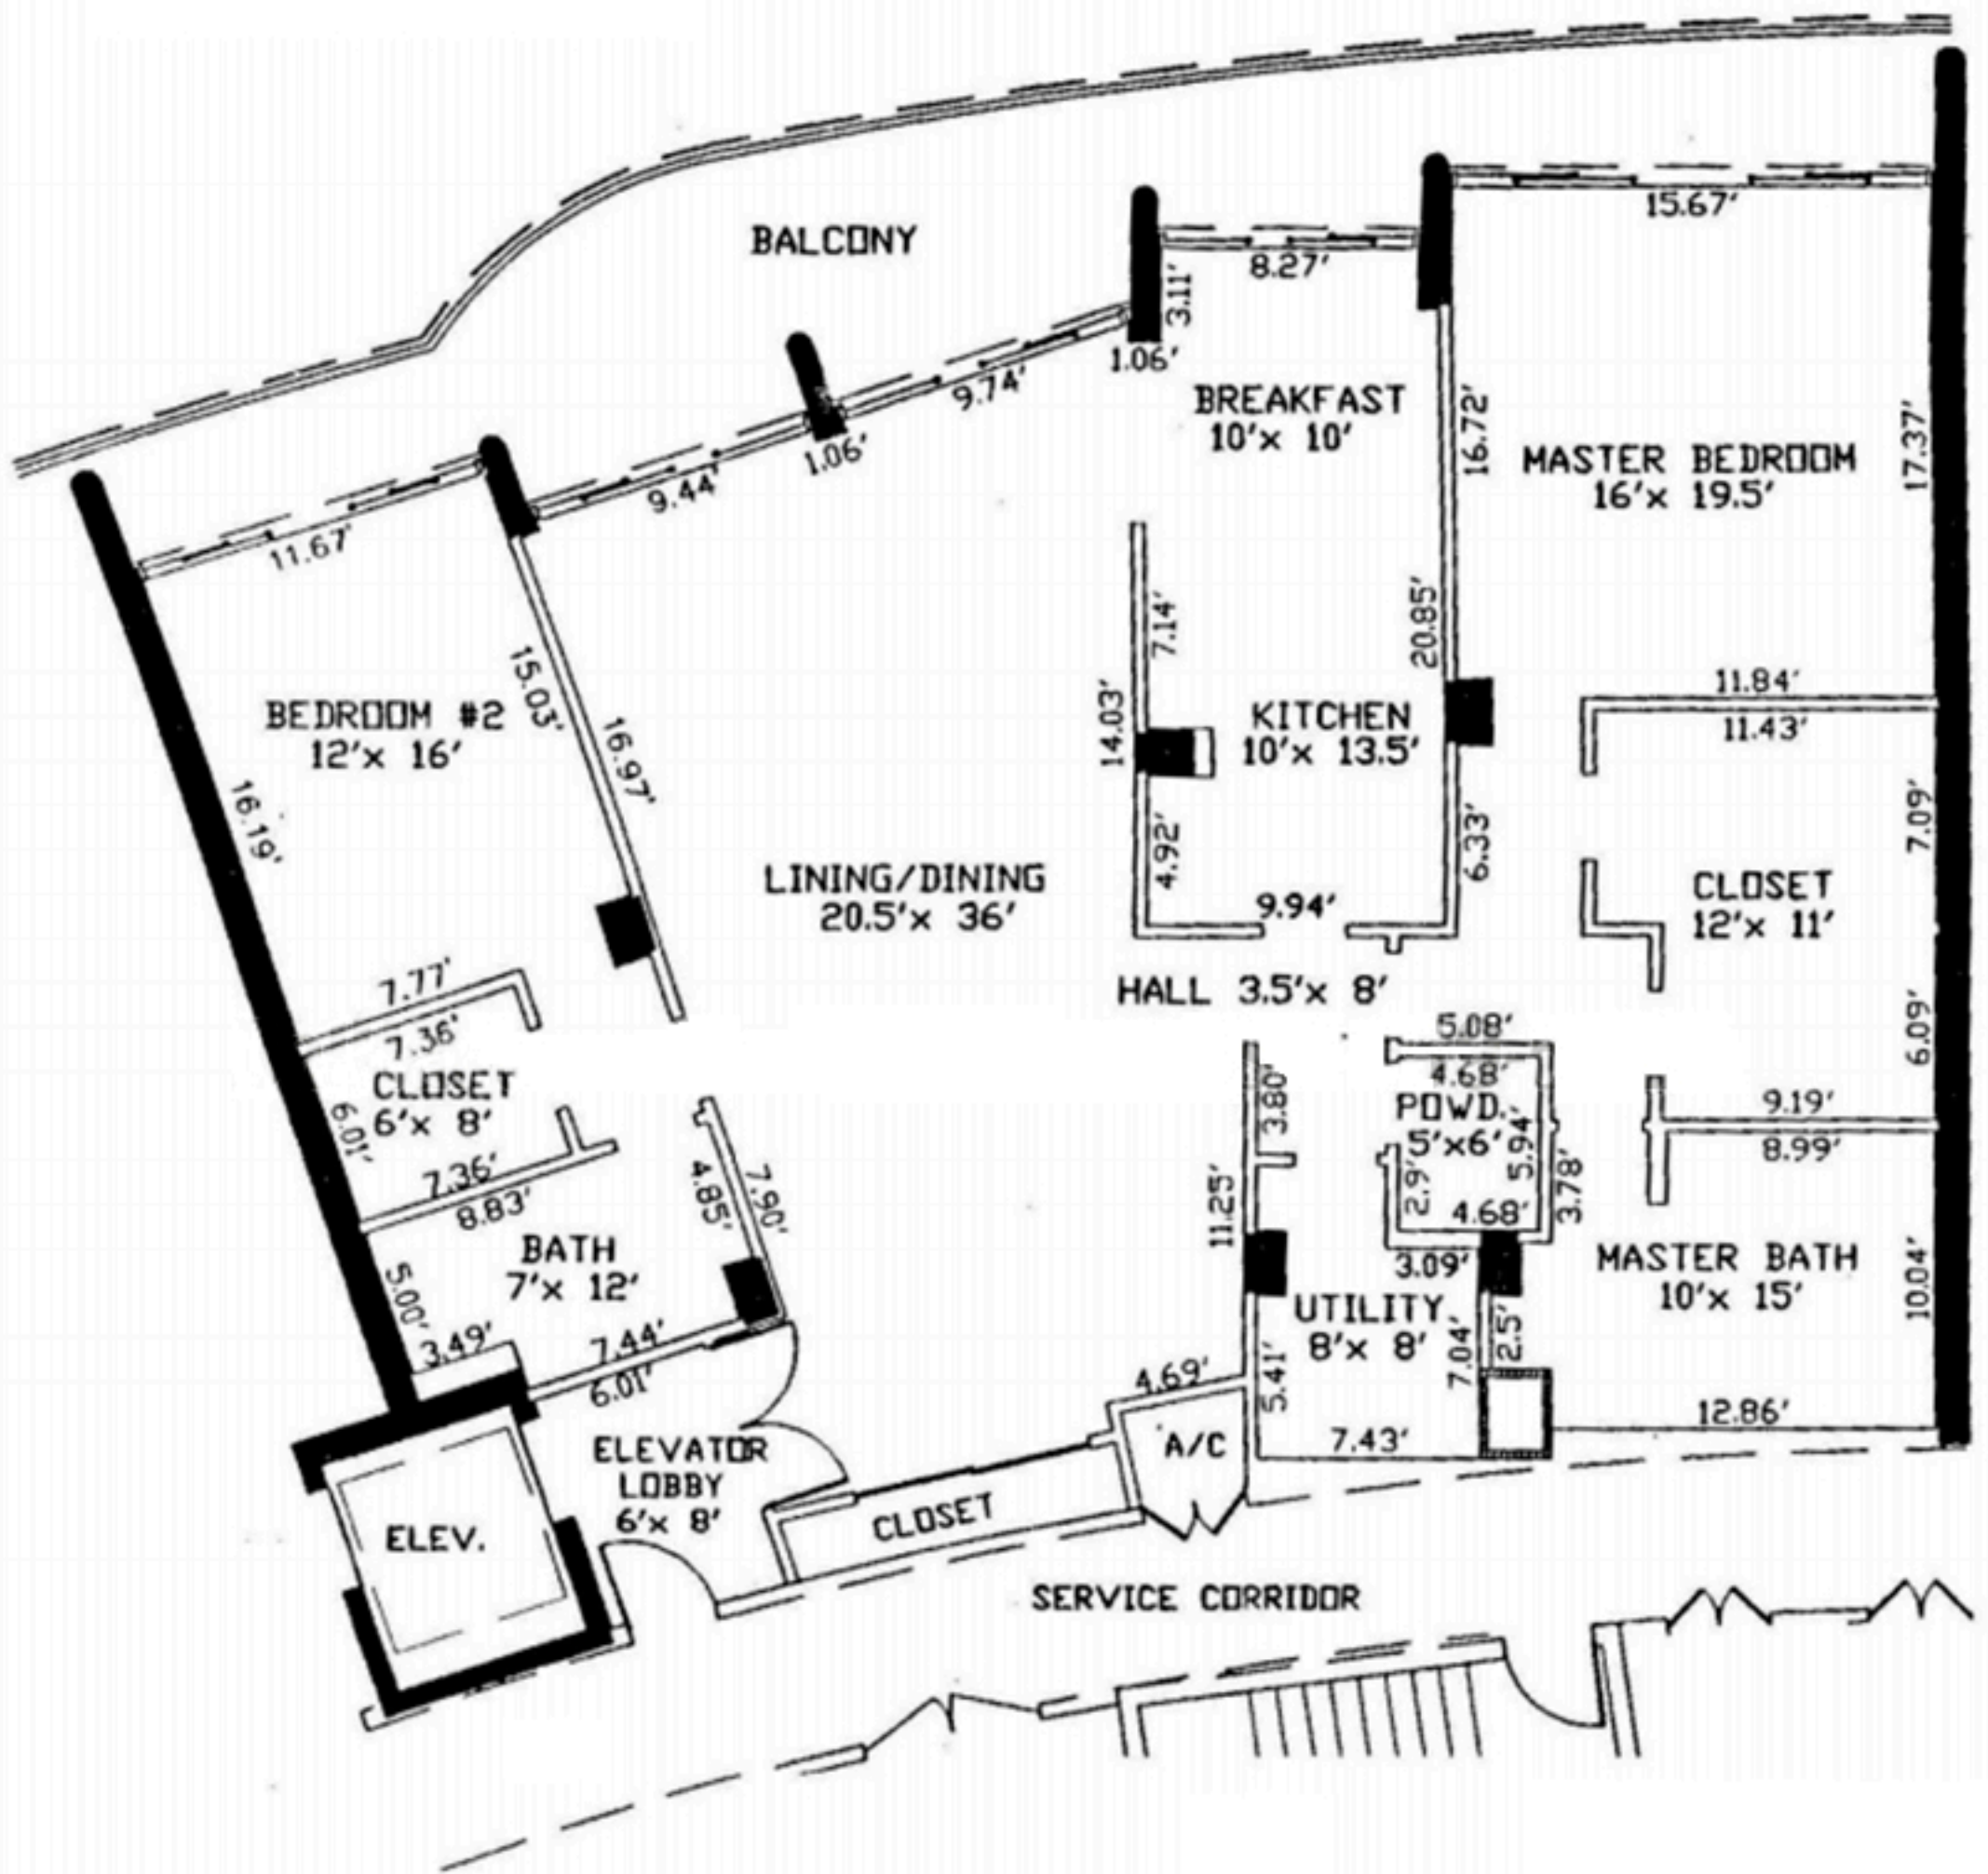 BALCONY
15.67'
8.27'
3.11'
1.06'
9.74'
1.06'
9.44'
11.67'
BREAKFAST
10'x 10'
16.72'
MASTER BEDROOM
16'x 19.5'
17.37'
15.03'
16.97'
BEDROOM #2
12'x 16'
16.19'
7.14'
14.03'
20.85'
KITCHEN
10'x 13.5'
11.84'
11.43'
4.92'
6.33'
7.09'
LINING/DINING
20.5'x 36'
9.94'
CLOSET
12'x 11'
HALL 3.5'x 8'
7.77'
7.36'
CLOSET
6'x 8'
6.01'
7.36'
8.83'
4.85'
7.90'
5.08'
4.68'
3.80'
POWD.
5'x6'
5.94'
2.9'
4.68'
3.78'
6.09'
9.19'
8.99'
11.25'
BATH
7'x 12'
5.00'
3.49'
7.44'
6.01'
3.09'
UTILITY
8'x 8'
7.04'
2.5'
5.41'
7.43'
MASTER BATH
10'x 15'
10.04'
12.86'
4.69'
A/C
ELEVATOR
LOBBY
6'x 8'
CLOSET
ELEV.
SERVICE CORRIDOR